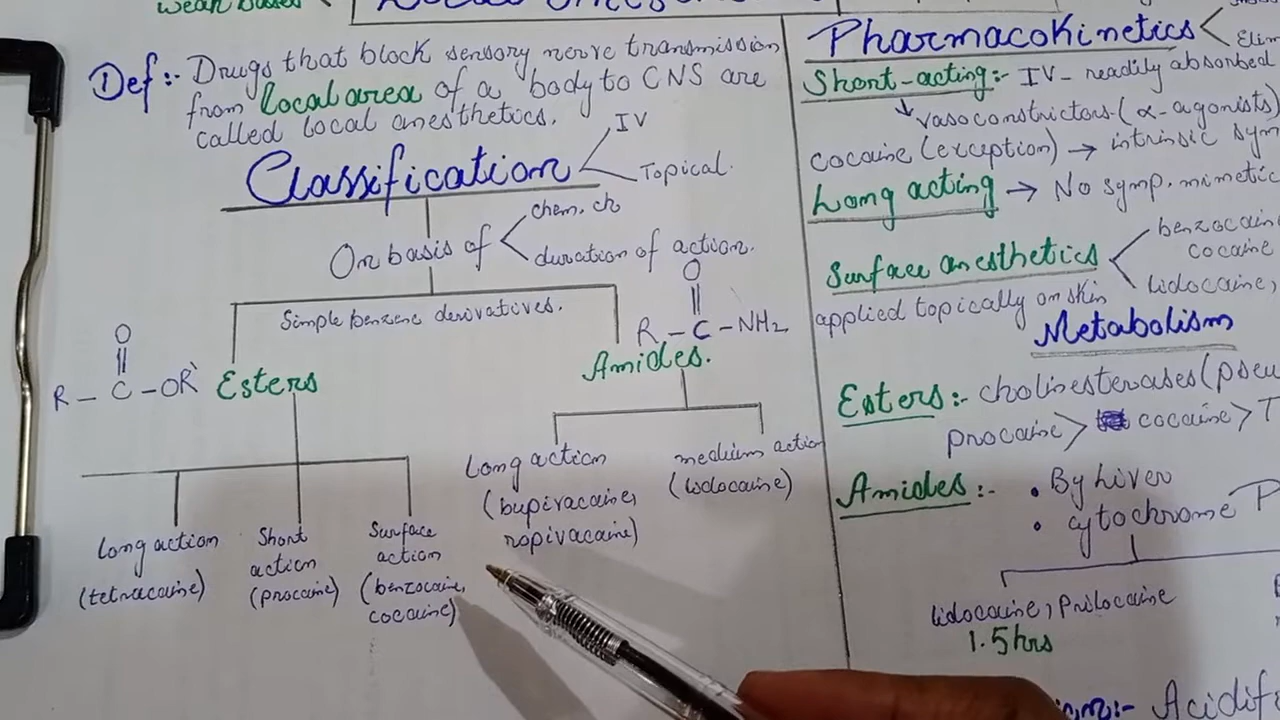 weak bases
Def:- Drugs that block sensory nerve transmission
from local area of a body to CNS are
called local anesthetics.
Classification
IV
Topical.
On basis of
chem. ch
duration of action.
Simple benzene derivatives.
O
R - C - OR'
Esters
O
R - C - NH2
Amides.
Long action
(tetracaine)
Short
action
(procaine)
Surface
action
(benzocaine,
cocaine)
Long action
(bupivacaine,
ropivacaine)
medium action
(lidocaine)
Pharmacokinetics
Short-acting:- IV - readily absorbed
vasoconstrictors (α-agonists)
cocaine (exception) → intrinsic sym
Long acting → No symp. mimetic
Surface anesthetics
benzocain
cocaine
lidocaine,
applied topically on skin
Metabolism
Esters:- cholinesterases (pseu
procaine > cocaine > T
Amides:-
• By liver
• cytochrome P
lidocaine, prilocaine
1.5 hrs
:- Acidif